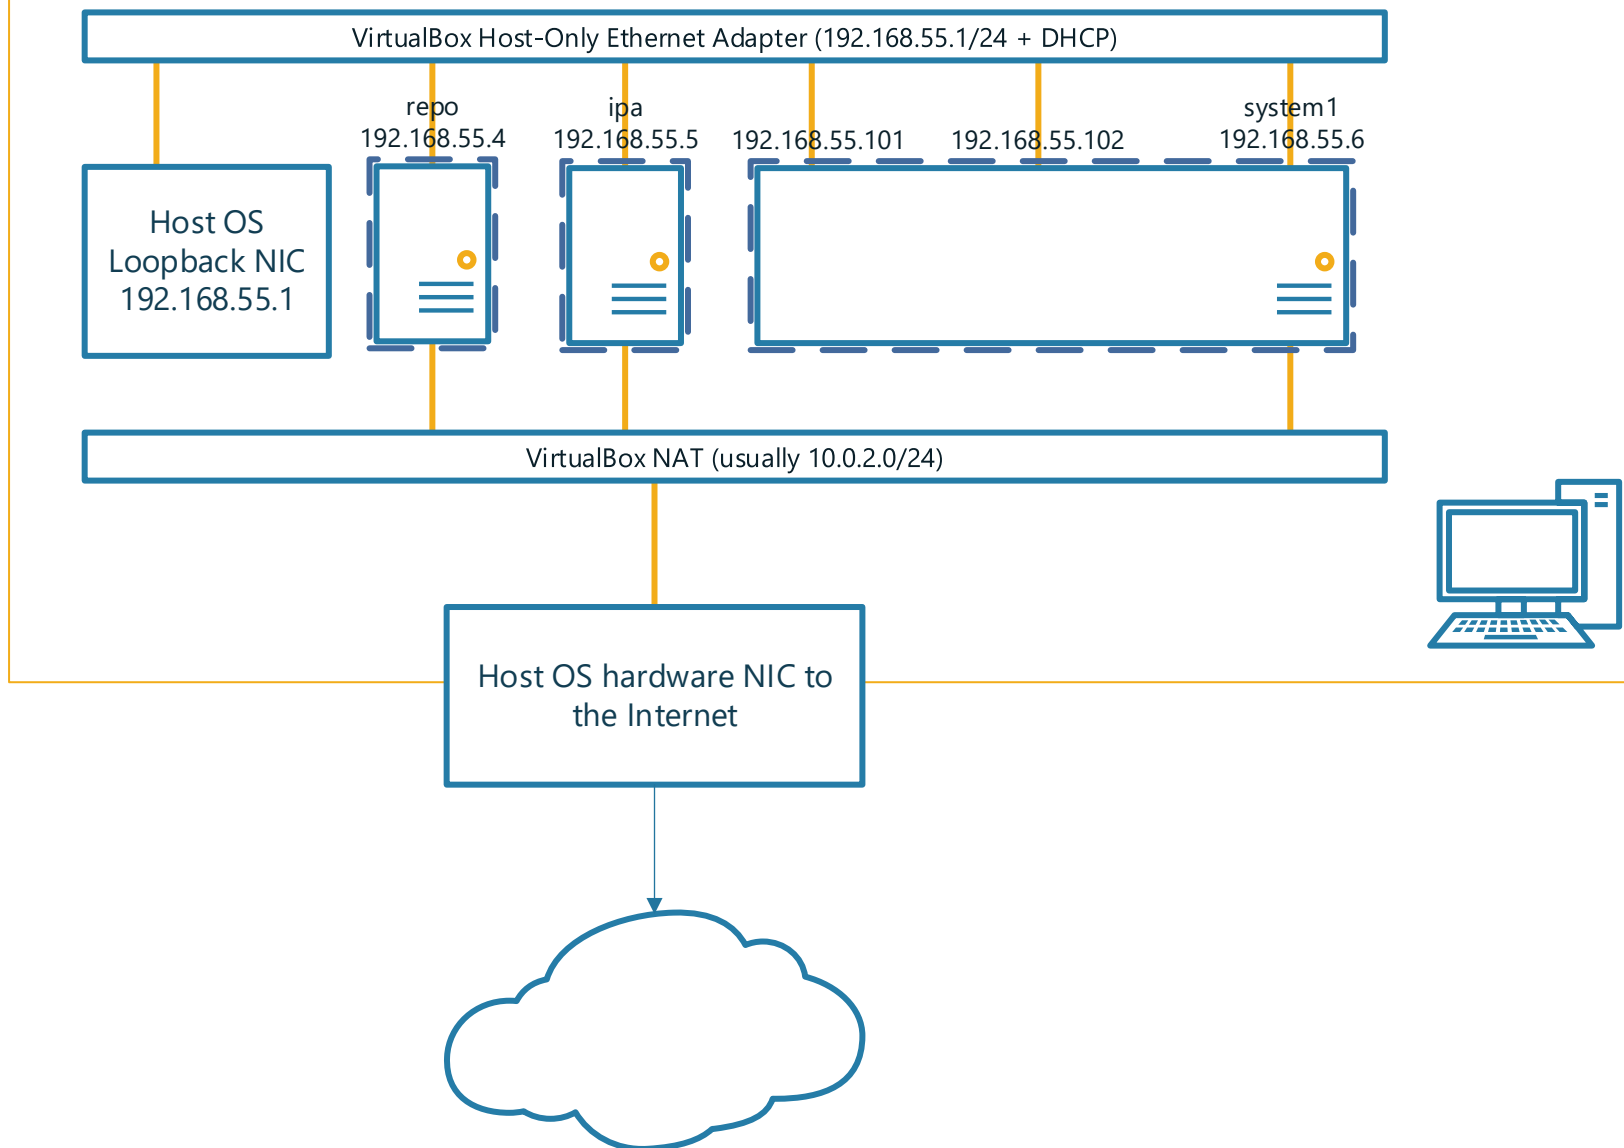 VirtualBox Host-Only Ethernet Adapter (192.168.55.1/24 + DHCP)
repo
192.168.55.4
ipa
192.168.55.5
192.168.55.101
192.168.55.102
system1
192.168.55.6
Host OS
Loopback NIC
192.168.55.1
VirtualBox NAT (usually 10.0.2.0/24)
Host OS hardware NIC to
the Internet